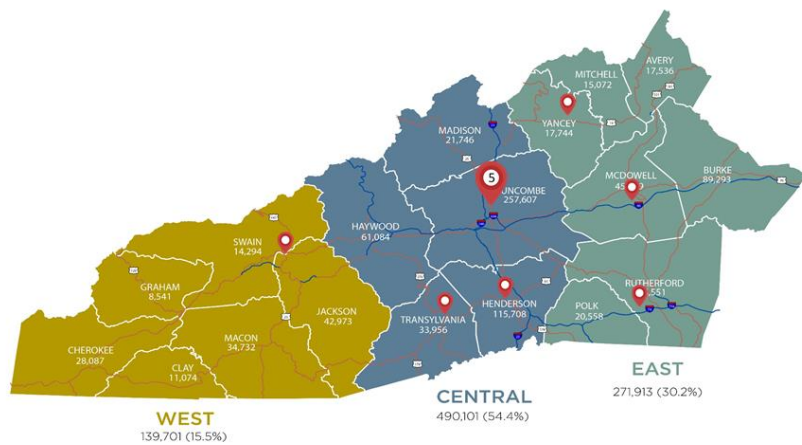 AVERY
17,536
MITCHELL
15,072
YANCEY
17,744
MADISON
21,746
5
UNCOMBE
257,607
MCDOWELL
BURKE
89,293
HAYWOOD
61,084
SWAIN
14,294
GRAHAM
8,541
JACKSON
42,973
MACON
34,732
CHEROKEE
28,087
CLAY
11,074
TRANSYLVANIA
33,956
HENDERSON
115,708
POLK
20,558
RUTHERFORD
,551
WEST
139,701 (15.5%)
CENTRAL
490,101 (54.4%)
EAST
271,913 (30.2%)